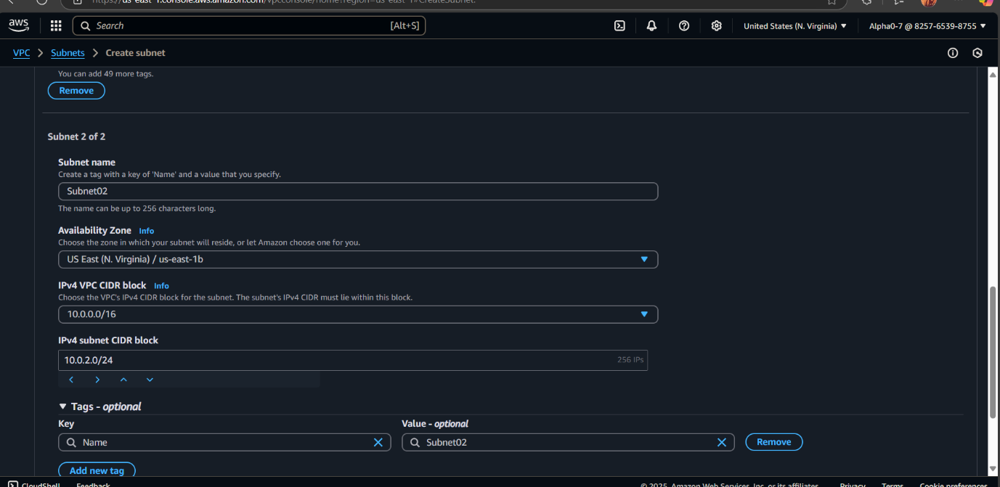 https://us-east-1.console.aws.amazon.com/vpcconsole/home?region=us-east-1#CreateSubnet:
aws Search [Alt+S] United States (N. Virginia) Alpha0-7 @ 8257-6539-8755
VPC > Subnets > Create subnet
You can add 49 more tags.
Remove
Subnet 2 of 2
Subnet name
Create a tag with a key of 'Name' and a value that you specify.
Subnet02
The name can be up to 256 characters long.
Availability Zone Info
Choose the zone in which your subnet will reside, or let Amazon choose one for you.
US East (N. Virginia) / us-east-1b
IPv4 VPC CIDR block Info
Choose the VPC's IPv4 CIDR block for the subnet. The subnet's IPv4 CIDR must lie within this block.
10.0.0.0/16
IPv4 subnet CIDR block
10.0.2.0/24 256 IPs
Tags - optional
Key Value - optional
Name Subnet02 Remove
Add new tag
CloudShell Feedback © 2025, Amazon Web Services, Inc. or its affiliates. Privacy Terms Cookie preferences